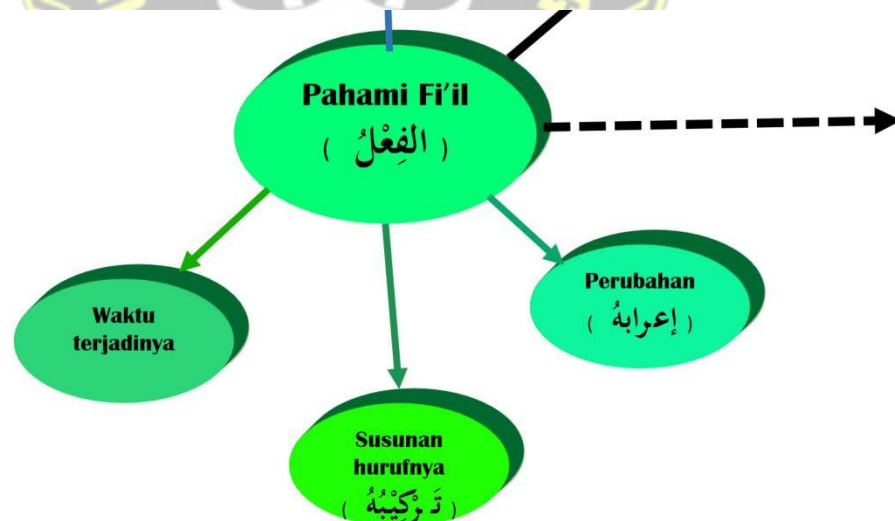 Pahami Fi'il
( الفِعْلُ )
Waktu
terjadinya
Perubahan
( إعرابهُ )
Susunan
hurufnya
( تَرْكِيْبُهُ )